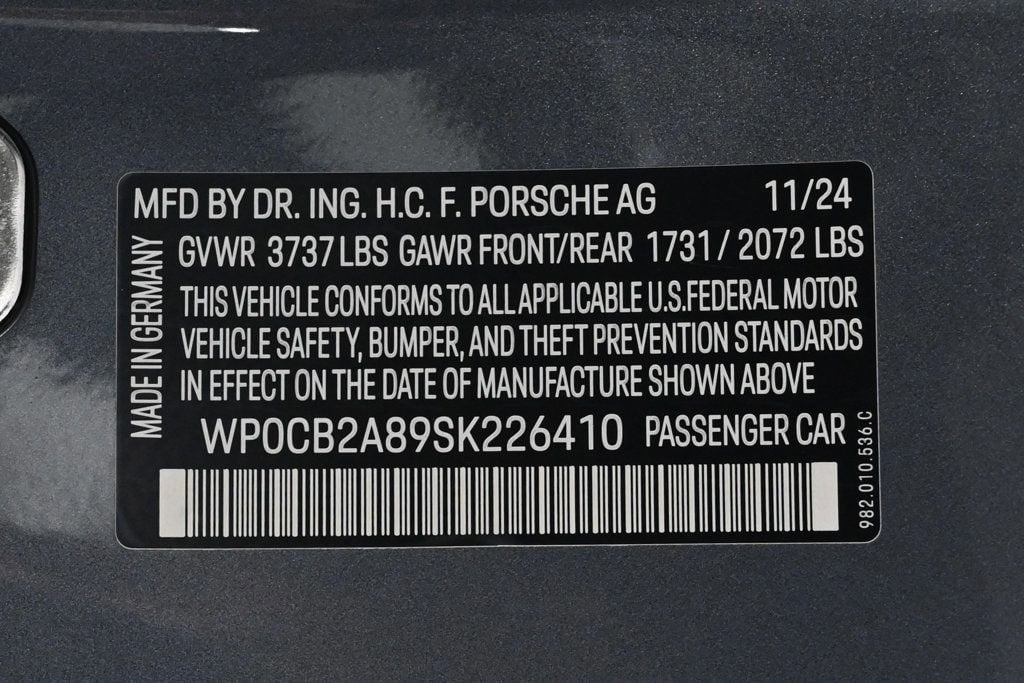 MFD BY DR. ING. H.C. F. PORSCHE AG 11/24
GVWR 3737 LBS GAWR FRONT/REAR 1731 / 2072 LBS
THIS VEHICLE CONFORMS TO ALL APPLICABLE U.S.FEDERAL MOTOR
VEHICLE SAFETY, BUMPER, AND THEFT PREVENTION STANDARDS
IN EFFECT ON THE DATE OF MANUFACTURE SHOWN ABOVE
WP0CB2A89SK226410 PASSENGER CAR
MADE IN GERMANY
982.010.536.C